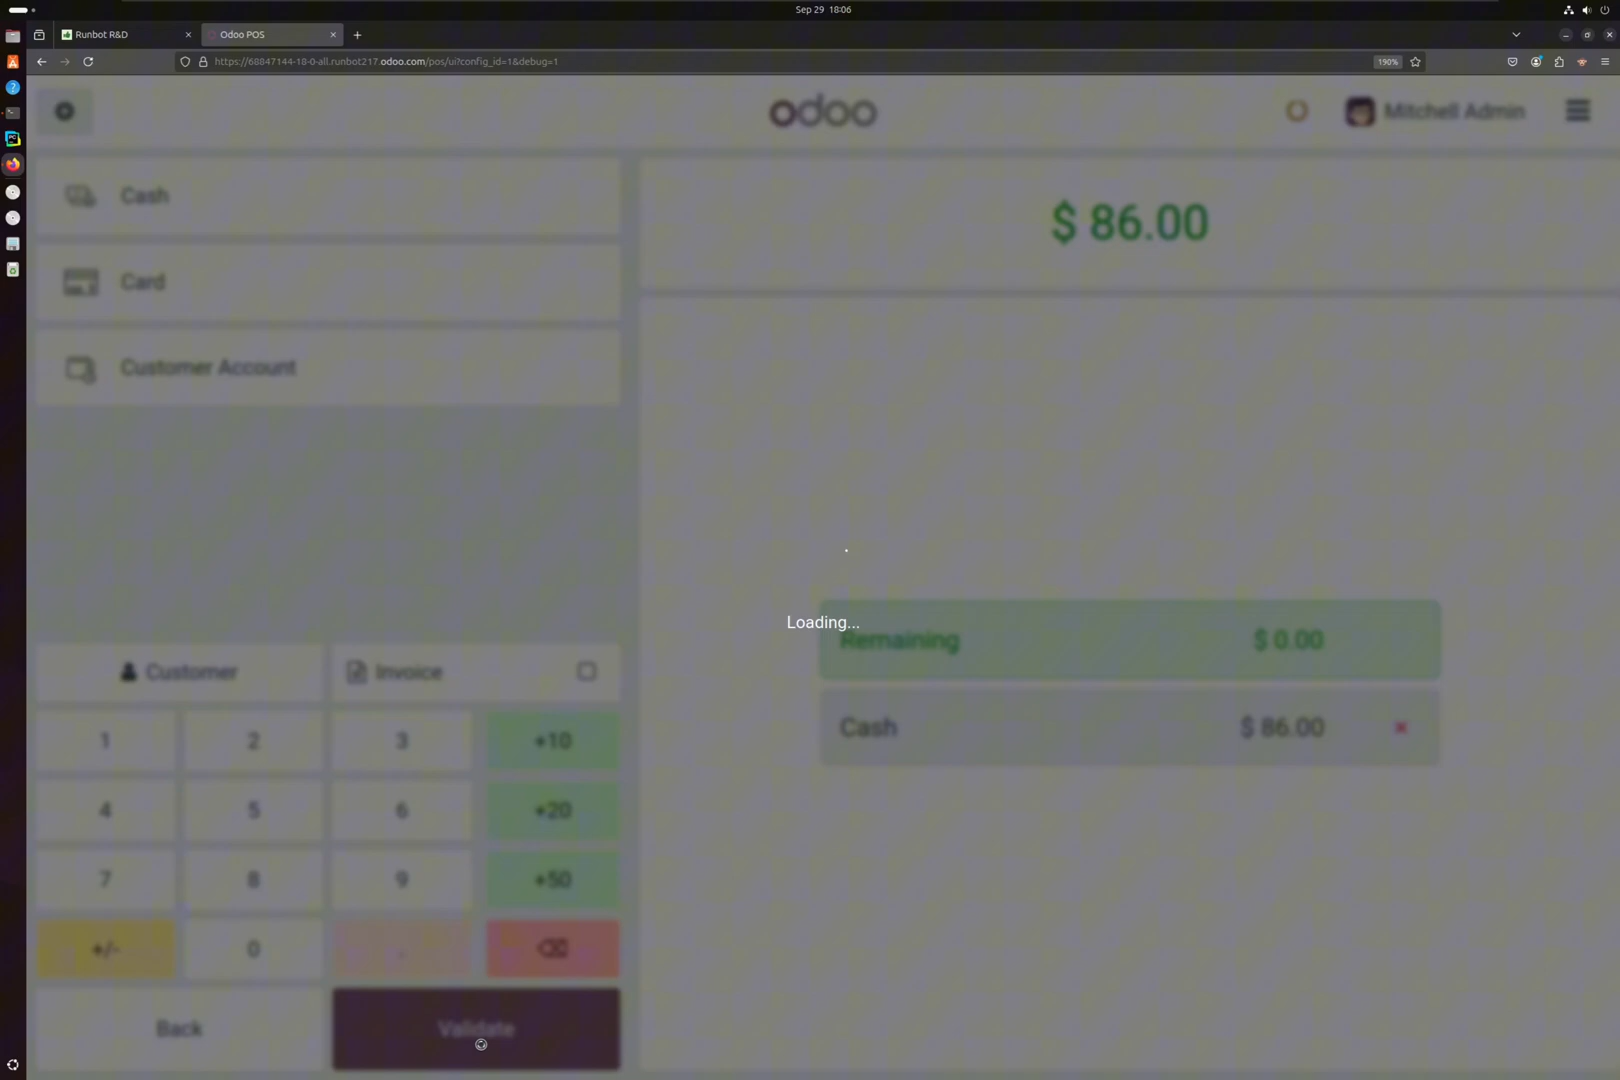 Sep 29 18:06
Runbot R&D
Odoo POS
https://68847144-18-0-all.runbot217.odoo.com/pos/ui?config_id=1&debug=1
190%
odoo
Mitchell Admin
Cash
$ 86.00
Card
Customer Account
Loading...
Remaining $ 0.00
Cash $ 86.00
Customer Invoice
1 2 3 +10
4 5 6 +20
7 8 9 +50
+/- 0 .
Back Validate